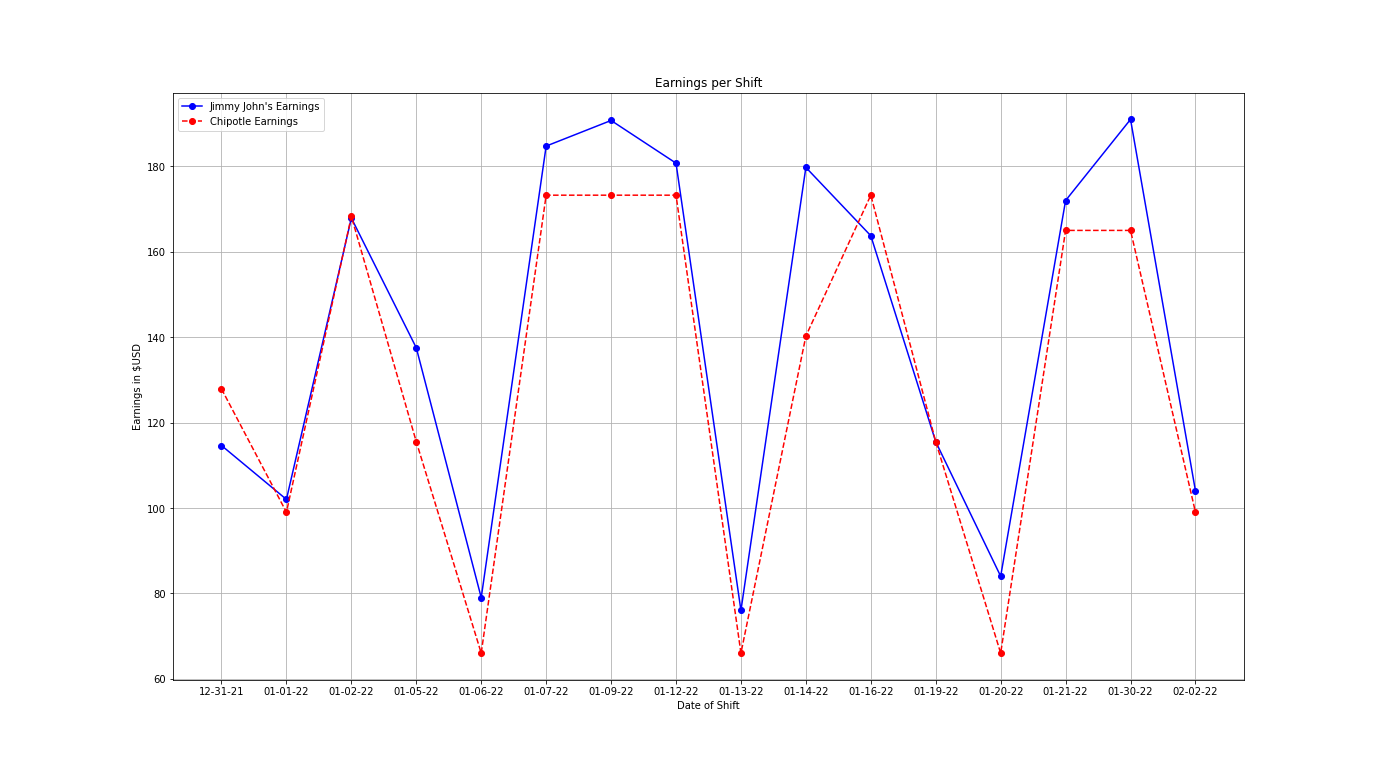 Earnings per Shift
Jimmy John's Earnings
Chipotle Earnings
180
160
140
120
100
80
60
Earnings in $USD
12-31-21 01-01-22 01-02-22 01-05-22 01-06-22 01-07-22 01-09-22 01-12-22 01-13-22 01-14-22 01-16-22 01-19-22 01-20-22 01-21-22 01-30-22 02-02-22
Date of Shift